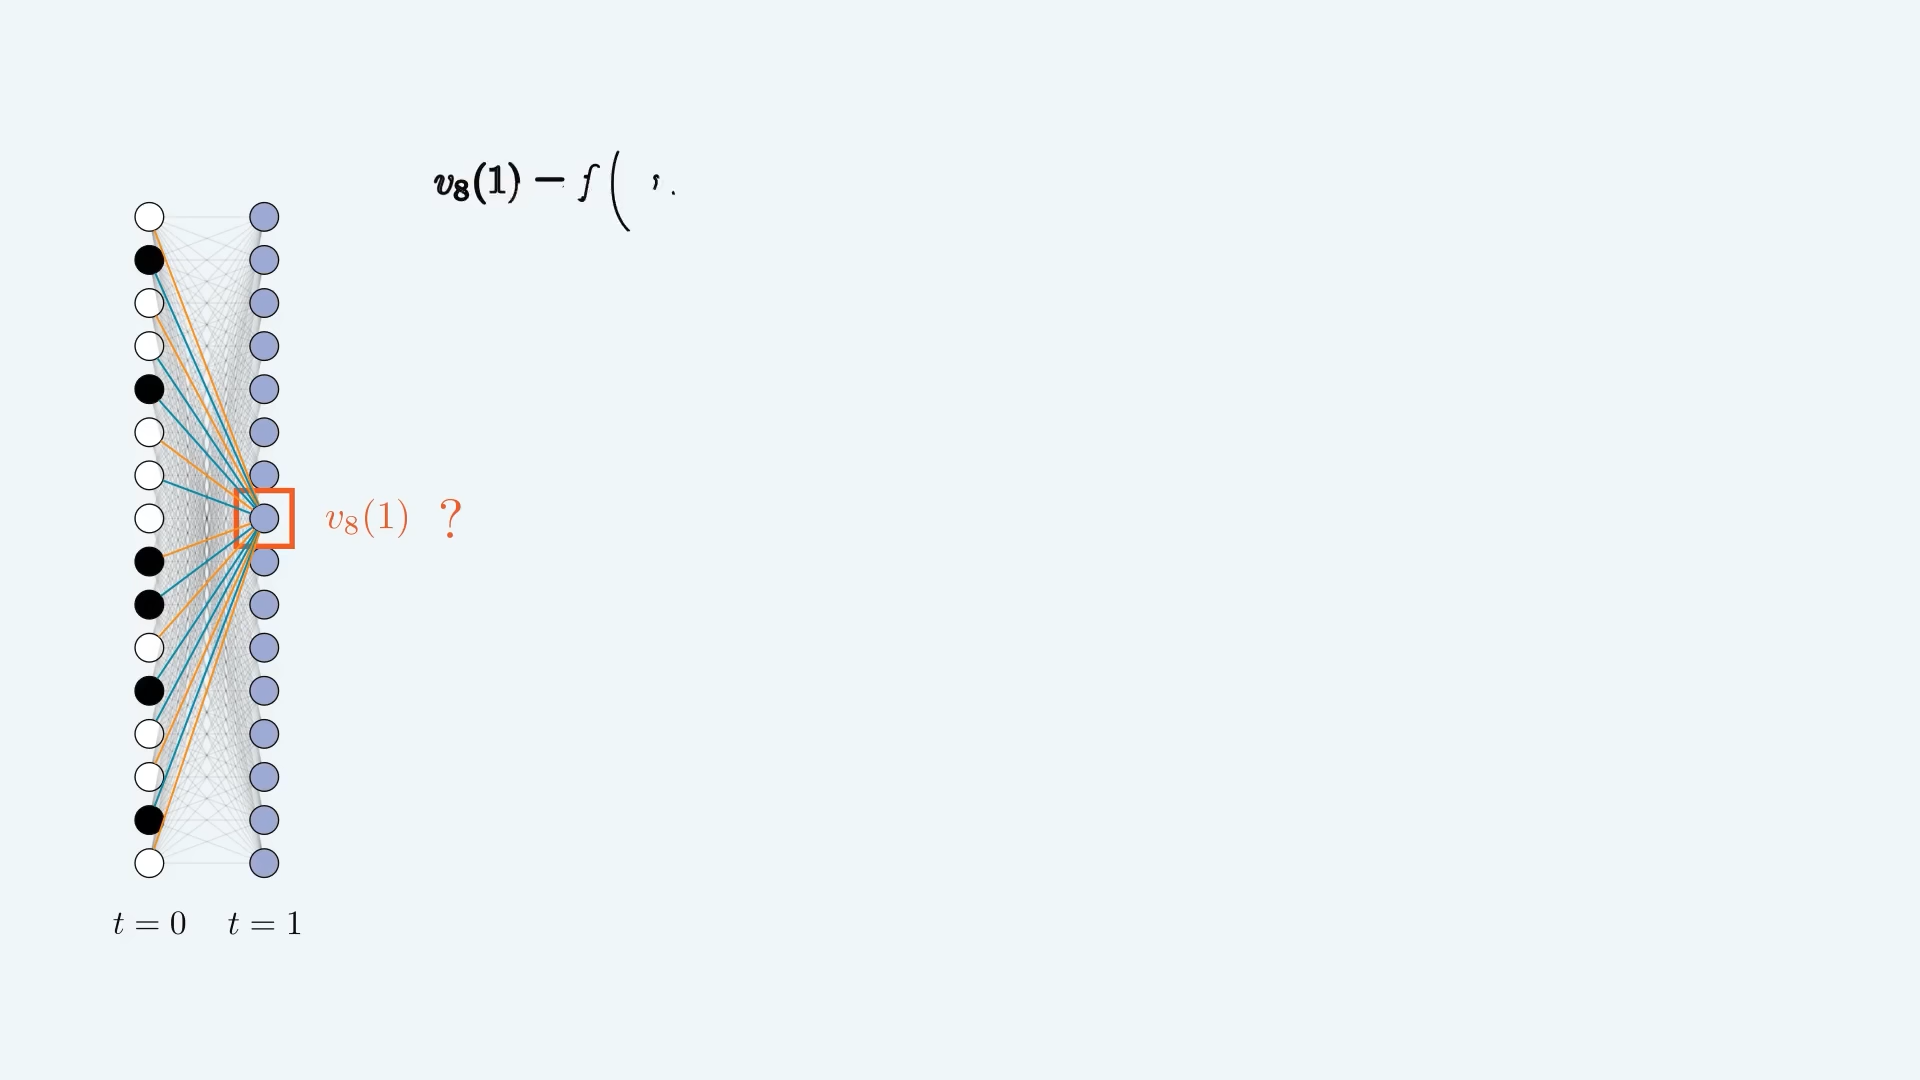 v₈(1) = f (
v₈(1) ?
t = 0 t = 1